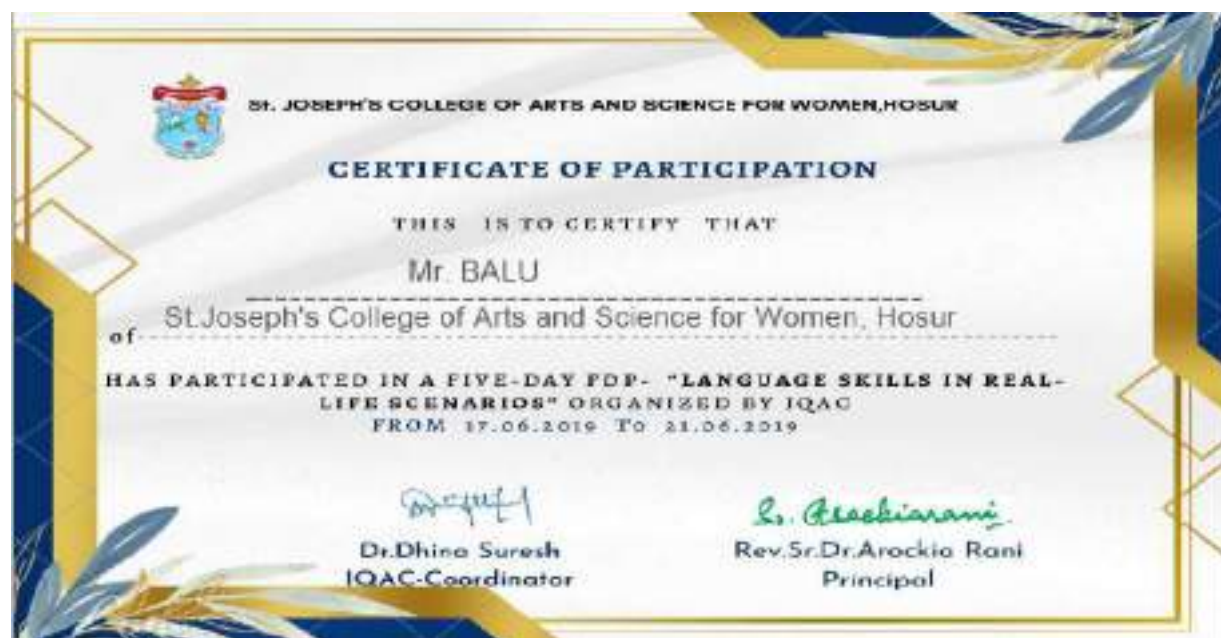 St. JOSEPH'S COLLEGE OF ARTS AND SCIENCE FOR WOMEN,HOSUR
CERTIFICATE OF PARTICIPATION
THIS IS TO CERTIFY THAT
Mr. BALU
of St.Joseph's College of Arts and Science for Women, Hosur
HAS PARTICIPATED IN A FIVE-DAY FDP- "LANGUAGE SKILLS IN REAL-
LIFE SCENARIOS" ORGANIZED BY IQAC
FROM 17.06.2019 To 21.06.2019
Dr.Dhina Suresh
Rev.Sr.Dr.Arockia Rani
IQAC-Coordinator
Principal